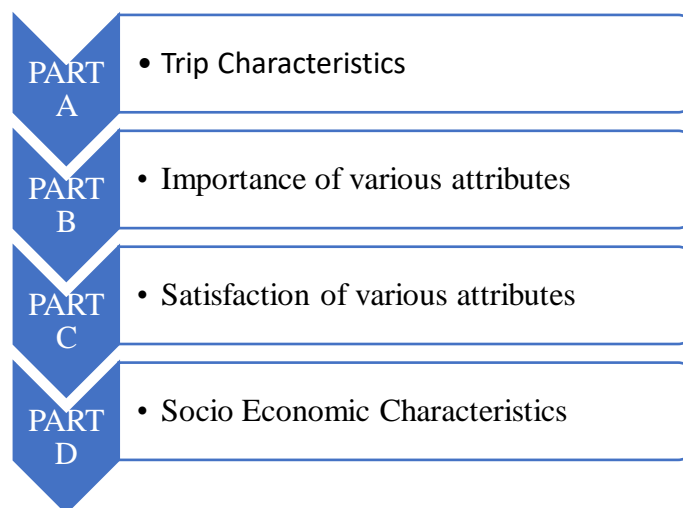 PART
A
• Trip Characteristics
PART
B
• Importance of various attributes
PART
C
• Satisfaction of various attributes
PART
D
• Socio Economic Characteristics